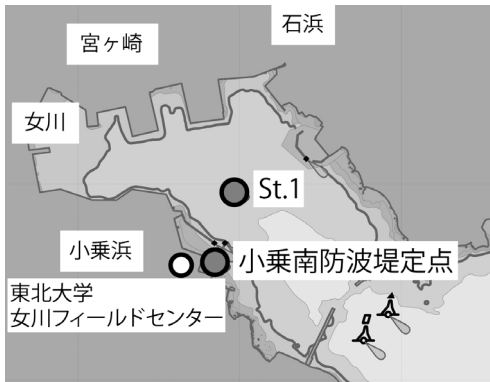 石浜
宮ヶ崎
女川
St.1
小乗浜
小乗南防波堤定点
東北大学
女川フィールドセンター